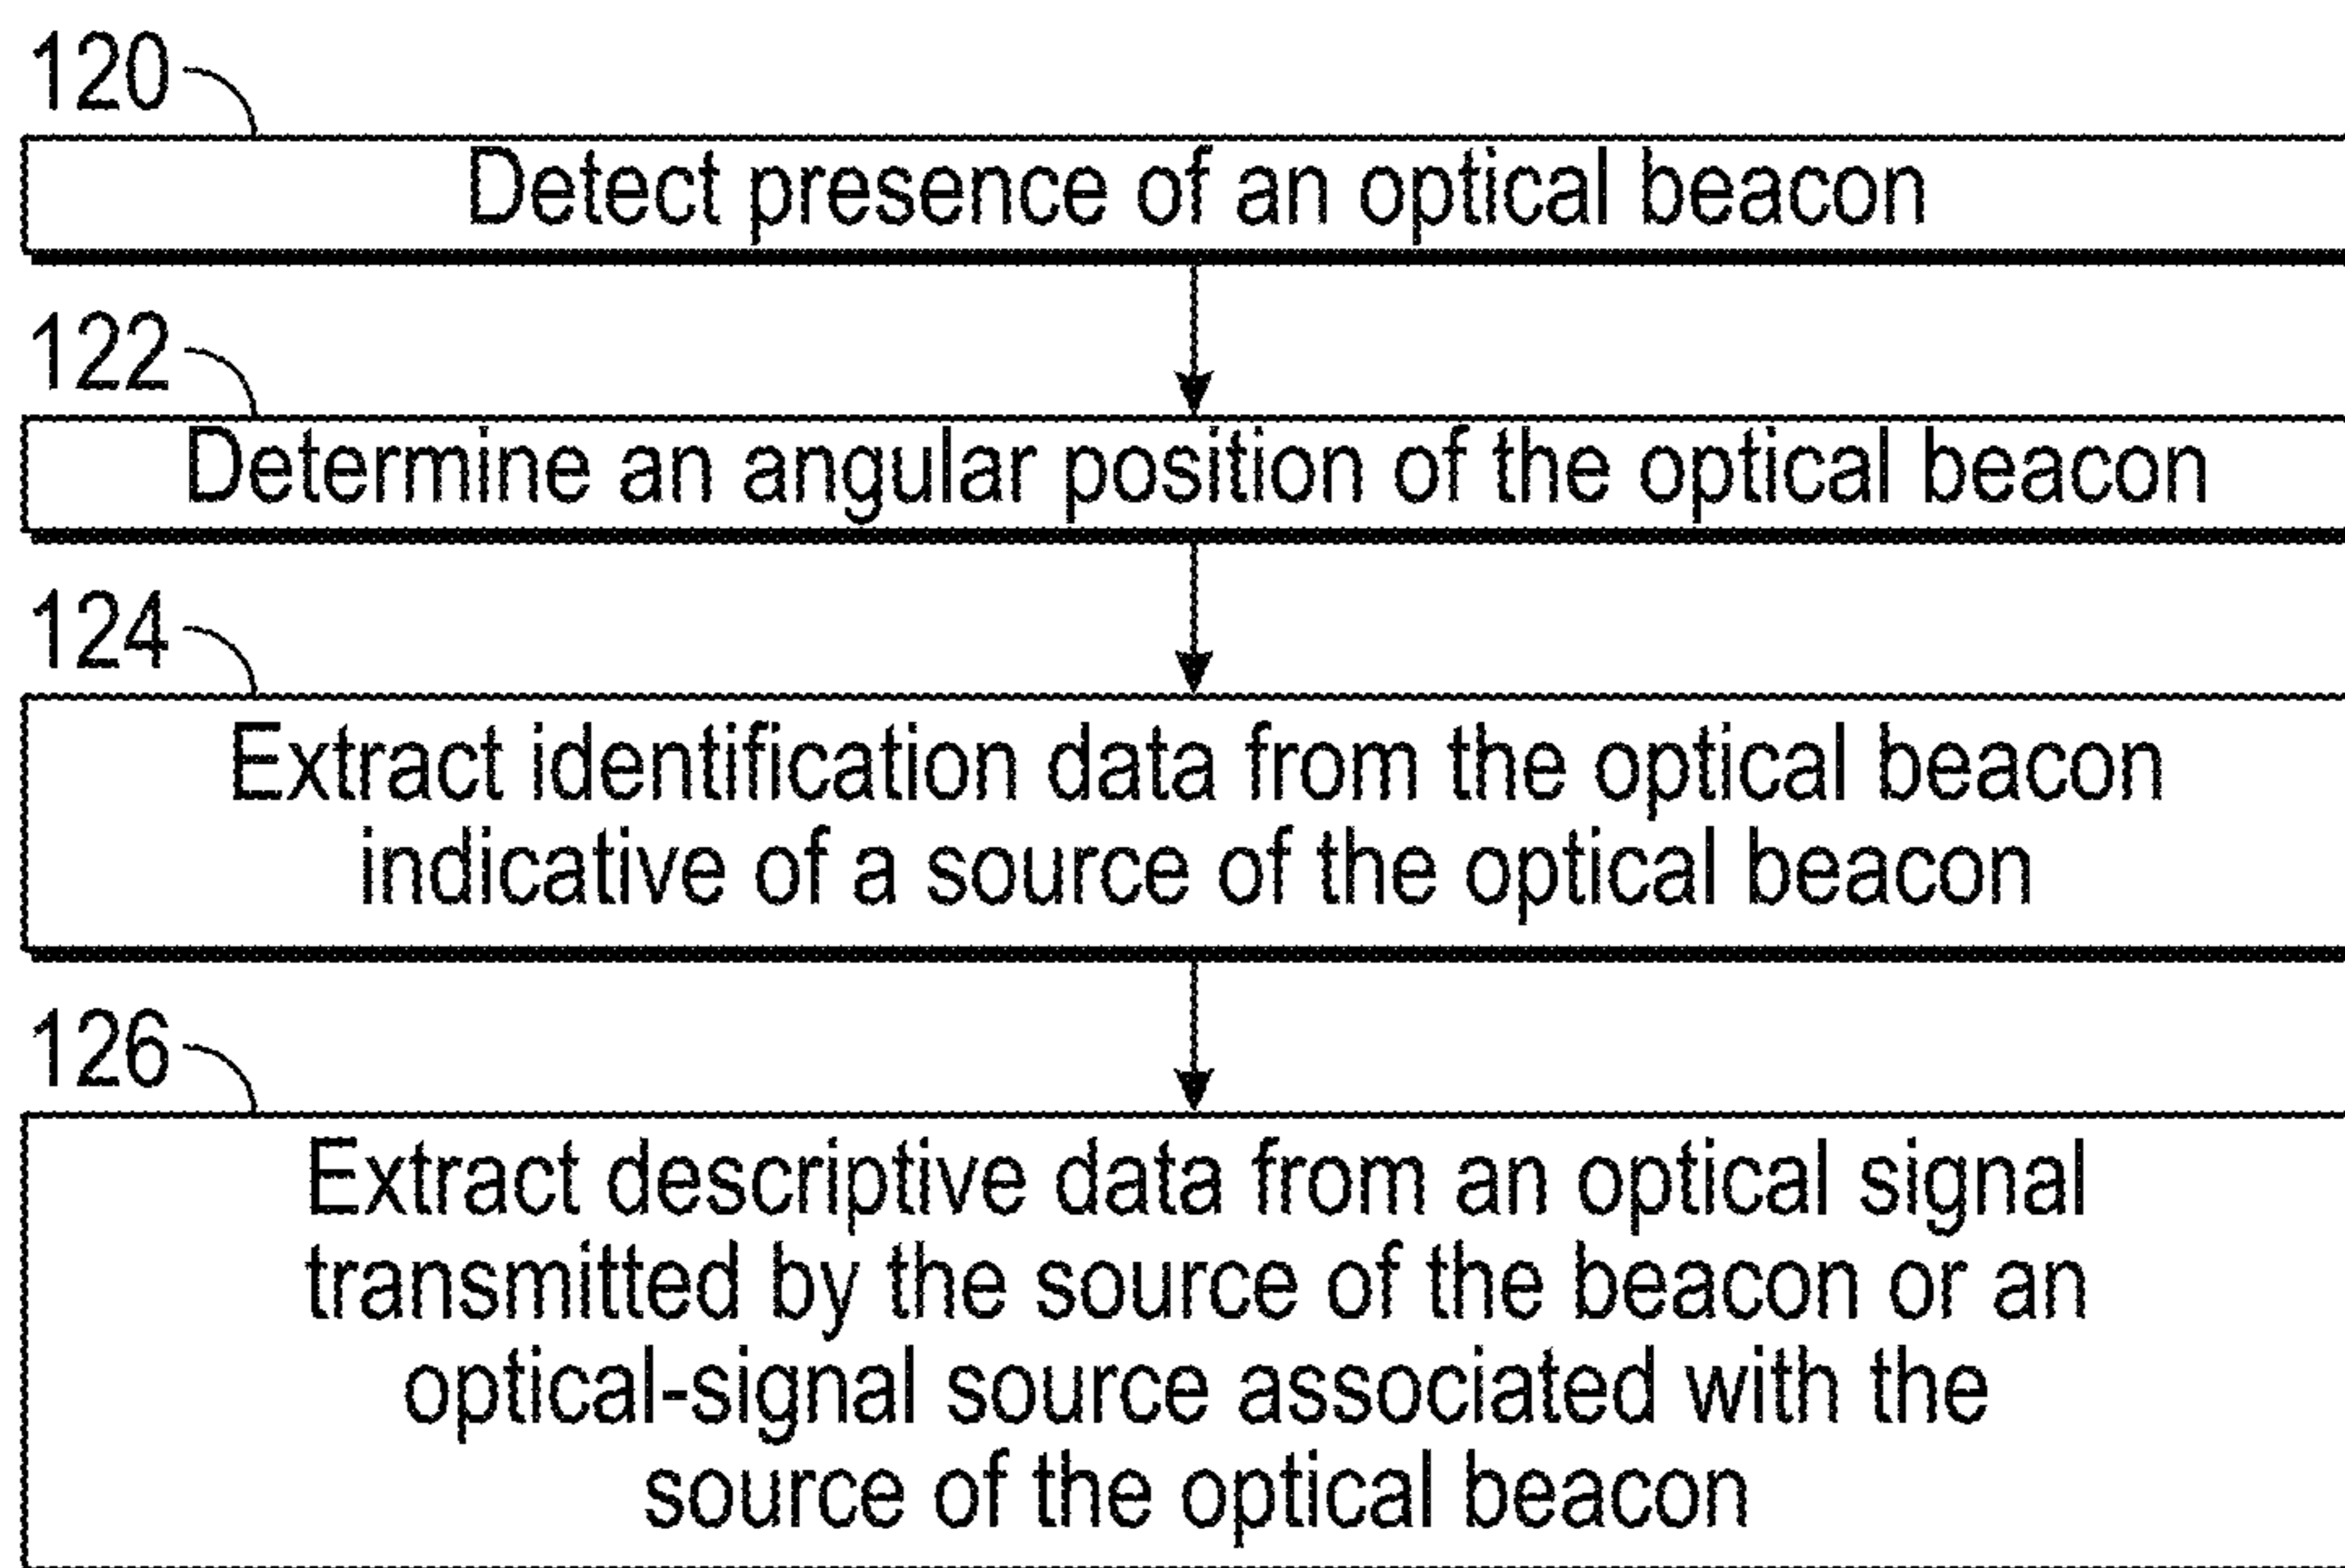 120
Detect presence of an optical beacon
122
Determine an angular position of the optical beacon
124
Extract identification data from the optical beacon
indicative of a source of the optical beacon
126
Extract descriptive data from an optical signal
transmitted by the source of the beacon or an
optical-signal source associated with the
source of the optical beacon